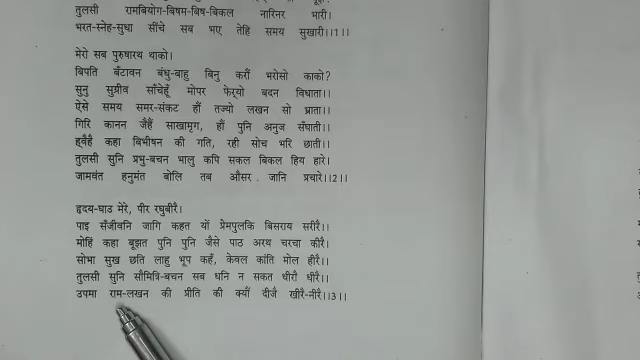 तुलसी रामबियोग-बिषम-बिष-बिकल नारिनर भारी।
भरत-स्नेह-सुधा सींचे सब भए तेहि समय सुखारी।।1।।
मेरो सब पुरुषारथ थाको।
बिपति बँटावन बंधु-बाहु बिनु करौं भरोसो काको?
सुनु सुग्रीव साँचेहूँ मोपर फेर्‌यो बदन विधाता।।
ऐसे समय समर-संकट हौं तज्यो लखन सो भ्राता।।
गिरि कानन जैहैं साखामृग, हौं पुनि अनुज सँघाती।।
ह्वैहै कहा बिभीषन की गति, रही सोच भरि छाती।।
तुलसी सुनि प्रभु-बचन भालु कपि सकल बिकल हिय हारे।
जामवंत हनुमंत बोलि तब औसर जानि प्रचारे।।2।।
हृदय-घाउ मेरे, पीर रघुबीरै।
पाइ सँजीवनि जागि कहत यों प्रेमपुलकि बिसराय सरीरै।।
मोहिं कहा बूझत पुनि पुनि जैसे पाठ अरथ चरचा कीरै।
सोभा सुख छति लाहु भूप कहँ, केवल कांति मोल हीरै।।
तुलसी सुनि सौमित्रि-बचन सब धनि न सकत धीरौ धीरै।।
उपमा राम-लखन की प्रीति की क्यौं दीजै खीरै-नीरै।।3।।